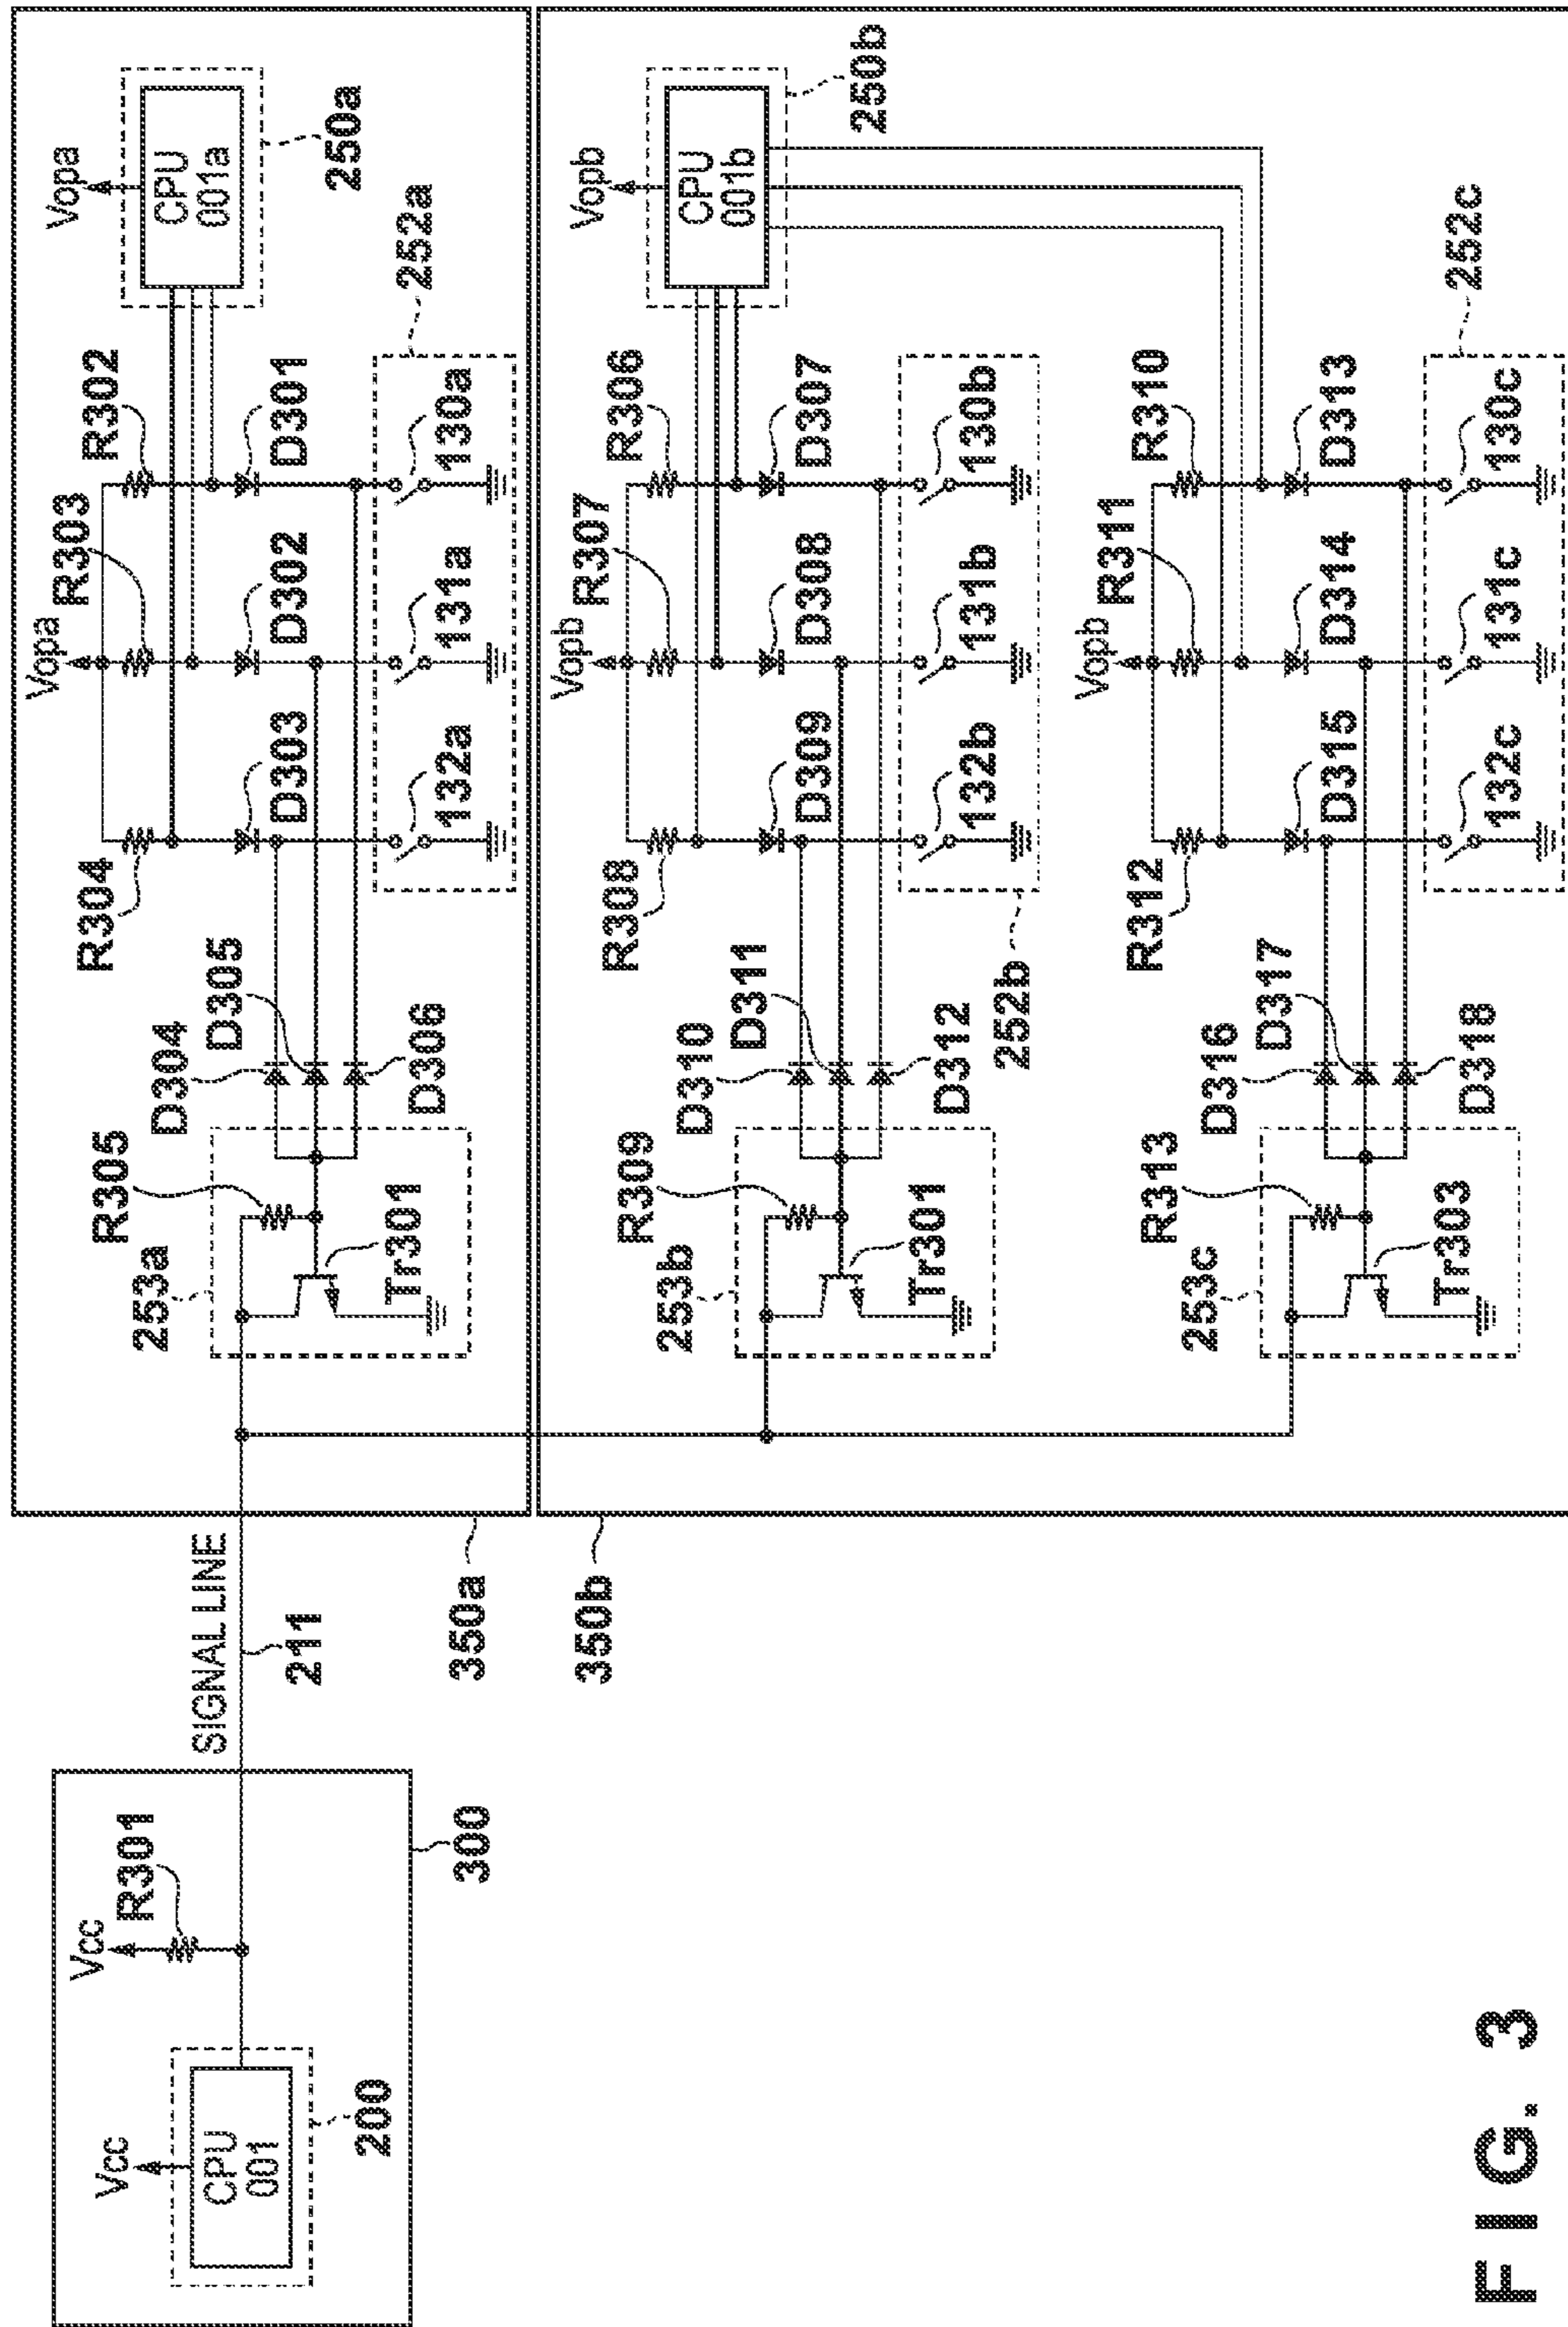 Vcc
CPU
001
200
Vcc
R301
300
SIGNAL LINE
211
350a
350b
253a
R305
Tr301
D304
D305
D306
R304
Vopa
R303
R302
D303
D302
D301
132a
131a
130a
252a
Vopa
CPU
001a
250a
253b
R309
Tr301
D310
D311
D312
R308
Vopb
R307
R306
D309
D308
D307
132b
131b
130b
252b
Vopb
CPU
001b
250b
253c
R313
Tr303
D316
D317
D318
R312
Vopb
R311
R310
D315
D314
D313
132c
131c
130c
252c
FIG. 3